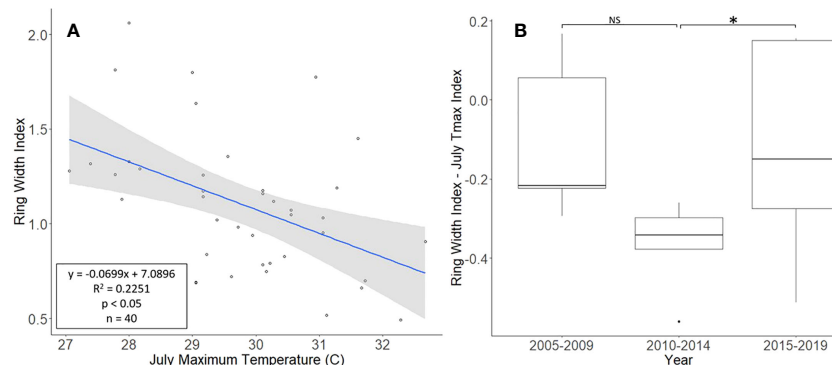 A
2.0
1.5
1.0
0.5
Ring Width Index
y = -0.0699x + 7.0896
R² = 0.2251
p < 0.05
n = 40
27 28 29 30 31 32
July Maximum Temperature (C)
B
NS *
0.2
0.0
-0.2
-0.4
Ring Width Index - July Tmax Index
2005-2009 2010-2014 2015-2019
Year